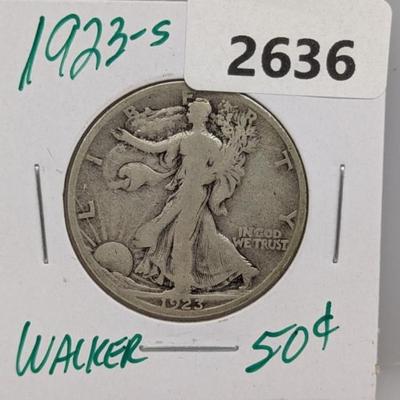 1923-S
2636
LIBERTY
IN GOD
WE TRUST
1923
WALKER
50¢